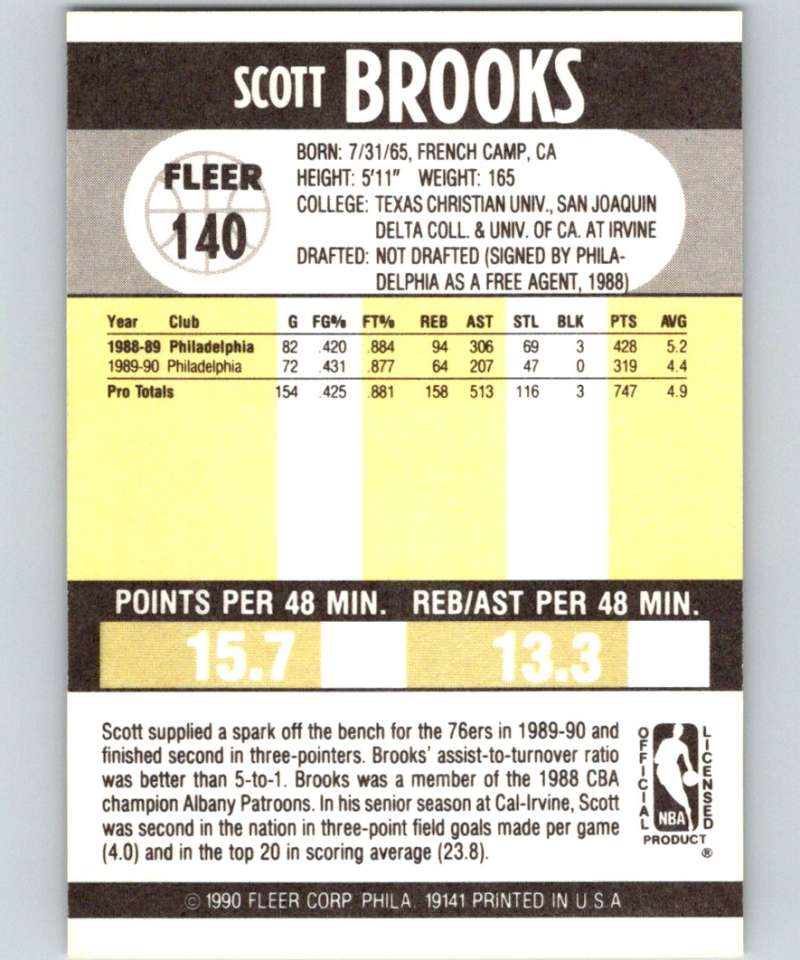 SCOTT BROOKS
FLEER
140
BORN: 7/31/65, FRENCH CAMP, CA
HEIGHT: 5'11" WEIGHT: 165
COLLEGE: TEXAS CHRISTIAN UNIV., SAN JOAQUIN
DELTA COLL. & UNIV. OF CA. AT IRVINE
DRAFTED: NOT DRAFTED (SIGNED BY PHILA-
DELPHIA AS A FREE AGENT, 1988)
Year Club G FG% FT% REB AST STL BLK PTS AVG
1988-89 Philadelphia 82 .420 .884 94 306 69 3 428 5.2
1989-90 Philadelphia 72 .431 .877 64 207 47 0 319 4.4
Pro Totals 154 .425 .881 158 513 116 3 747 4.9
POINTS PER 48 MIN. REB/AST PER 48 MIN.
15.7 13.3
Scott supplied a spark off the bench for the 76ers in 1989-90 and
finished second in three-pointers. Brooks' assist-to-turnover ratio
was better than 5-to-1. Brooks was a member of the 1988 CBA
champion Albany Patroons. In his senior season at Cal-Irvine, Scott
was second in the nation in three-point field goals made per game
(4.0) and in the top 20 in scoring average (23.8).
OFFICIAL
LICENSED
NBA
PRODUCT
®
© 1990 FLEER CORP. PHILA. 19141 PRINTED IN U.S.A